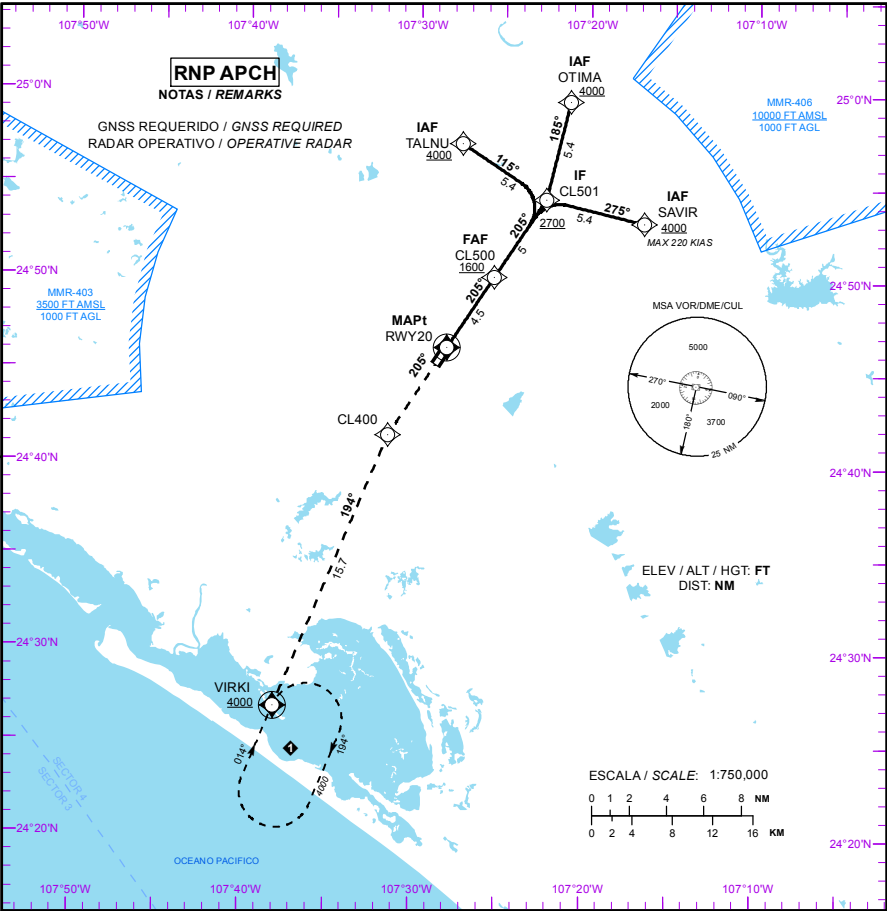 107°50'W
107°40'W
107°30'W
107°20'W
107°10'W
RNP APCH
NOTAS / REMARKS
GNSS REQUERIDO / GNSS REQUIRED
RADAR OPERATIVO / OPERATIVE RADAR
25°0'N
25°0'N
IAF
OTIMA
4000
MMR-406
10000 FT AMSL
1000 FT AGL
IAF
TALNU
4000
115°
5.4
185°
5.4
IF
CL501
2700
275°
5.4
IAF
SAVIR
4000
MAX 220 KIAS
205°
5
FAF
CL500
1600
24°50'N
24°50'N
MMR-403
3500 FT AMSL
1000 FT AGL
205°
4.5
MAPt
RWY20
205°
MSA VOR/DME/CUL
5000
270°
090°
2000
180°
3700
25 NM
CL400
24°40'N
24°40'N
194°
15.7
ELEV / ALT / HGT: FT
DIST: NM
24°30'N
24°30'N
VIRKI
4000
014°
1
194°
4000
SECTOR 4
SECTOR 3
ESCALA / SCALE: 1:750,000
0 1 2 4 6 8 NM
0 2 4 8 12 16 KM
24°20'N
24°20'N
OCEANO PACIFICO
107°50'W
107°40'W
107°30'W
107°20'W
107°10'W